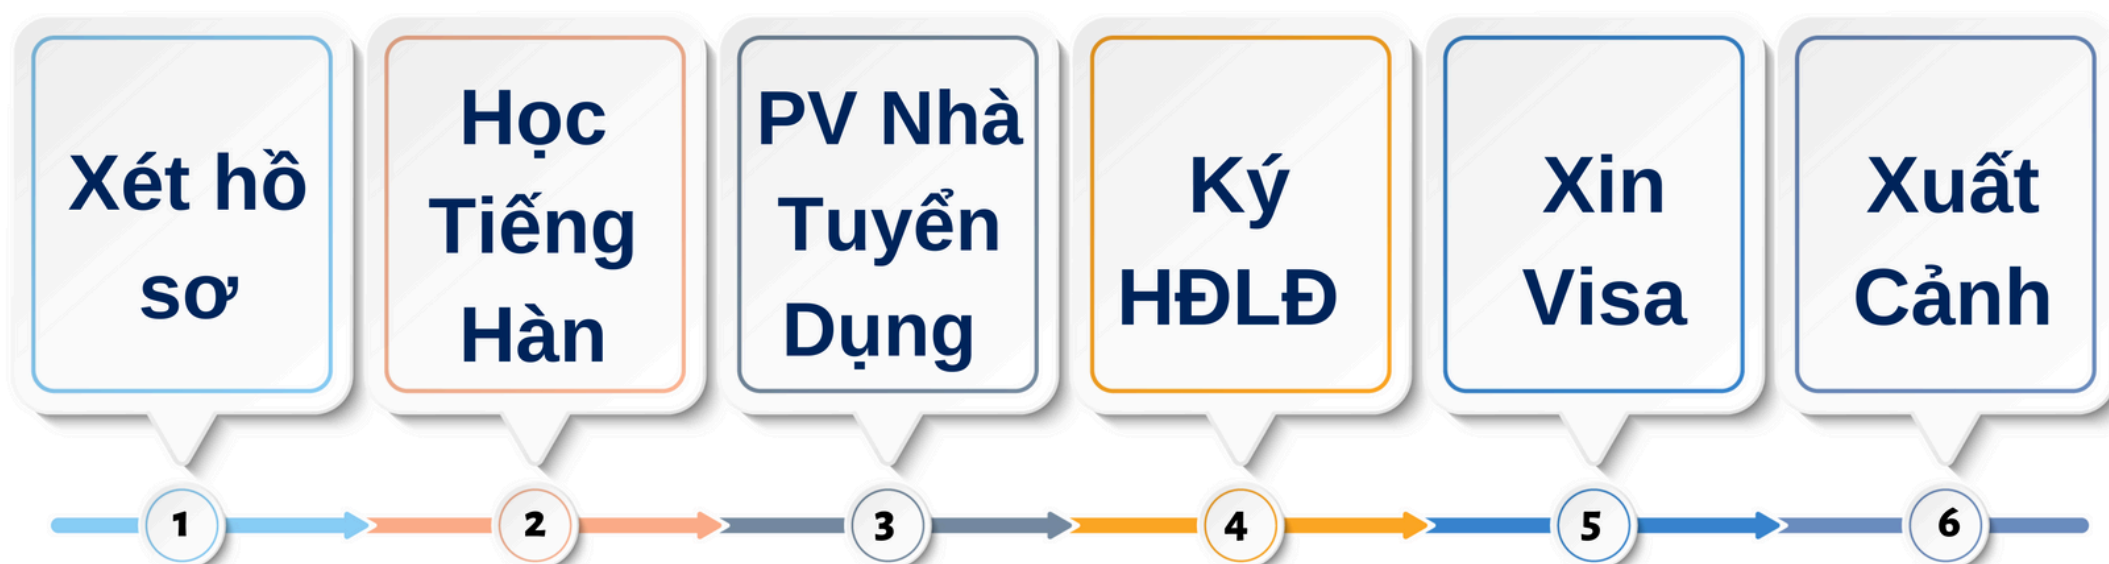 Xét hồ
sơ
Học
Tiếng
Hàn
PV Nhà
Tuyển
Dụng
Ký
HĐLĐ
Xin
Visa
Xuất
Cảnh
1
2
3
4
5
6